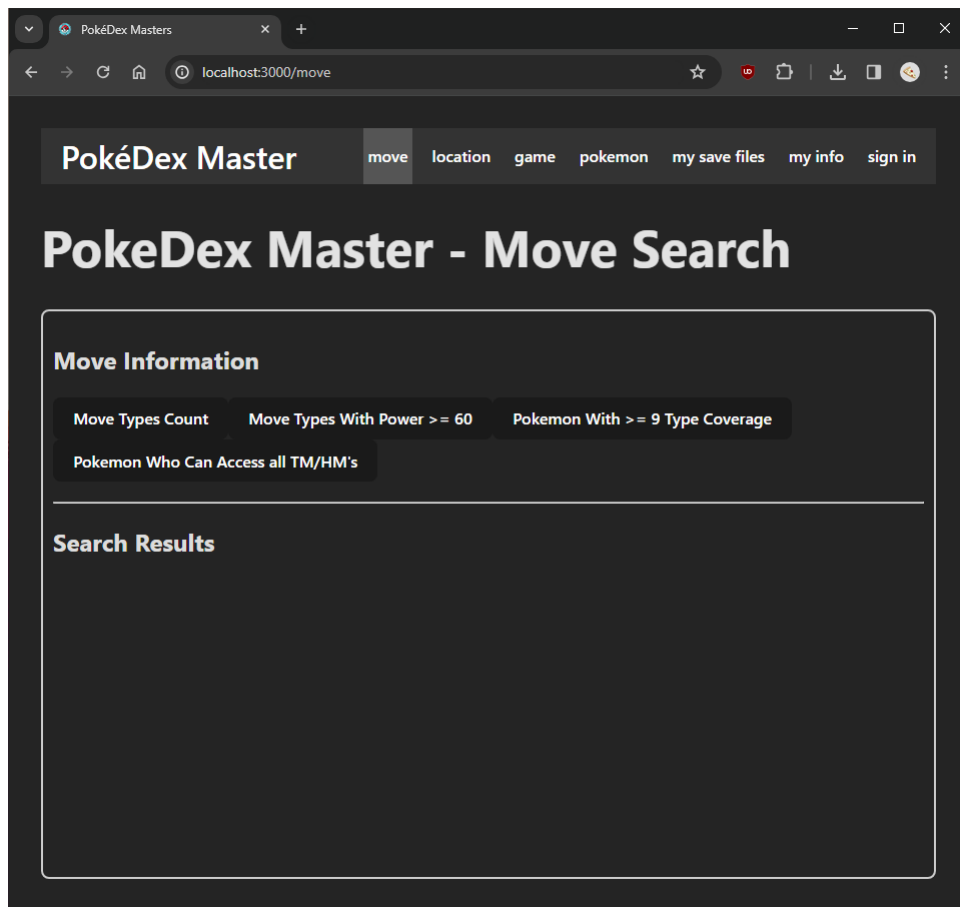 PokéDex Masters
localhost:3000/move
UD
PokéDex Master move location game pokemon my save files my info sign in
PokeDex Master - Move Search
Move Information
Move Types Count Move Types With Power >= 60 Pokemon With >= 9 Type Coverage
Pokemon Who Can Access all TM/HM's
Search Results